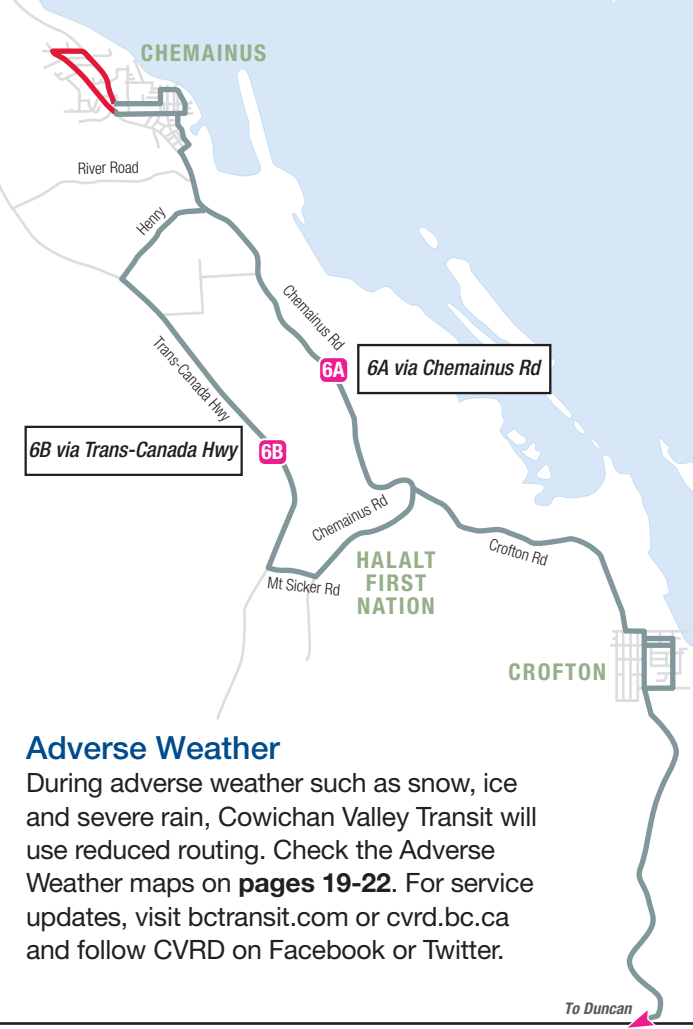 CHEMAINUS
River Road
Henry
Chemainus Rd
6A
6A via Chemainus Rd
Trans-Canada Hwy
6B via Trans-Canada Hwy
6B
Chemainus Rd
Crofton Rd
HALALT
FIRST
NATION
Mt Sicker Rd
CROFTON
Adverse Weather
During adverse weather such as snow, ice
and severe rain, Cowichan Valley Transit will
use reduced routing. Check the Adverse
Weather maps on pages 19-22. For service
updates, visit bctransit.com or cvrd.bc.ca
and follow CVRD on Facebook or Twitter.
To Duncan